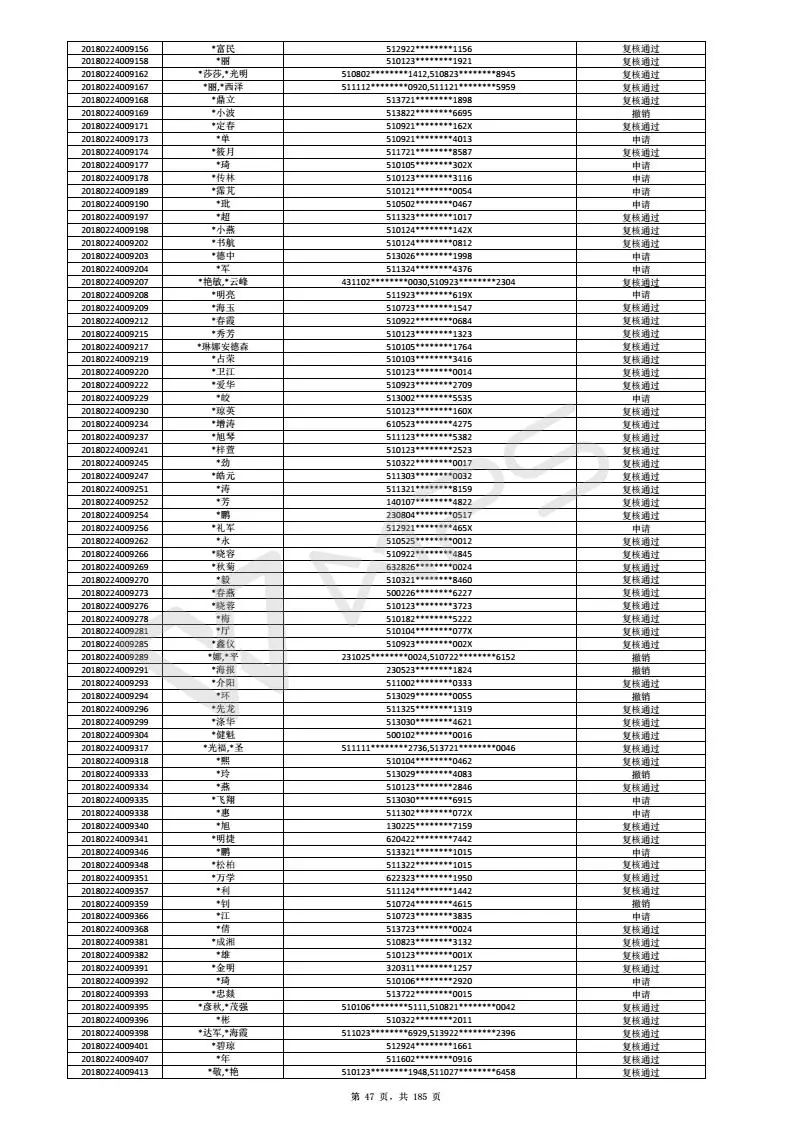 20180224009156 *富民 512922********1156 复核通过
20180224009158 *丽 510123********1921 复核通过
20180224009162 *莎莎,*光明 510802********1412,510823********8945 复核通过
20180224009167 *丽,*西泽 511112********0920,511121********5959 复核通过
20180224009168 *鼎立 513721********1898 复核通过
20180224009169 *小波 513822********6695 撤销
20180224009171 *定春 510921********162X 复核通过
20180224009173 *单 510921********4013 申请
20180224009174 *筱月 511721********8587 复核通过
20180224009177 *琦 510105********302X 申请
20180224009178 *传林 510123********3116 申请
20180224009189 *霈芃 510121********0054 申请
20180224009190 *玭 510502********0467 申请
20180224009197 *超 511323********1017 复核通过
20180224009198 *小燕 510124********142X 复核通过
20180224009202 *书航 510124********0812 复核通过
20180224009203 *德中 513026********1998 申请
20180224009204 *军 511324********4376 申请
20180224009207 *艳敏,*云峰 431102********0030,510923********2304 复核通过
20180224009208 *明亮 511923********619X 申请
20180224009209 *海玉 510723********1547 复核通过
20180224009212 *春霞 510922********0684 复核通过
20180224009215 *秀芳 510123********1323 复核通过
20180224009217 *琳娜安德森 510105********1764 复核通过
20180224009219 *占荣 510103********3416 复核通过
20180224009220 *卫江 510123********0014 复核通过
20180224009222 *爱华 510923********2709 复核通过
20180224009229 *皎 513002********5535 申请
20180224009230 *琼英 510123********160X 复核通过
20180224009234 *增涛 610523********4275 复核通过
20180224009237 *旭琴 511123********5382 复核通过
20180224009241 *梓萱 510123********2523 复核通过
20180224009245 *劲 510322********0017 复核通过
20180224009247 *皓元 511303********0032 复核通过
20180224009251 *涛 511321********8159 复核通过
20180224009252 *芳 140107********4822 复核通过
20180224009254 *鹏 230804********0517 复核通过
20180224009256 *礼军 512921********465X 申请
20180224009262 *永 510525********0012 复核通过
20180224009266 *晓容 510922********4845 复核通过
20180224009269 *秋菊 632826********0024 复核通过
20180224009270 *毅 510321********8460 复核通过
20180224009273 *春燕 500226********6227 复核通过
20180224009276 *晓蓉 510123********3723 复核通过
20180224009278 *梅 510182********5222 复核通过
20180224009281 *厅 510104********077X 复核通过
20180224009285 *鑫仪 510923********002X 复核通过
20180224009289 *娜,*平 231025********0024,510722********6152 撤销
20180224009291 *海报 230523********1824 撤销
20180224009293 *介阳 511002********0333 复核通过
20180224009294 *环 513029********0055 撤销
20180224009296 *先龙 511325********1319 复核通过
20180224009299 *涤华 513030********4621 复核通过
20180224009304 *健魁 500102********0016 复核通过
20180224009317 *光福,*圣 511111********2736,513721********0046 复核通过
20180224009318 *熙 510104********0462 复核通过
20180224009333 *玲 513029********4083 撤销
20180224009334 *燕 510123********2846 复核通过
20180224009335 *飞翔 513030********6915 申请
20180224009338 *惠 511302********072X 申请
20180224009340 *旭 130225********7159 复核通过
20180224009341 *明捷 620422********7442 复核通过
20180224009346 *鹏 513321********1015 申请
20180224009348 *松柏 511322********1015 复核通过
20180224009351 *万学 622323********1950 复核通过
20180224009357 *利 511124********1442 复核通过
20180224009359 *钊 510724********4615 撤销
20180224009366 *江 510723********3835 申请
20180224009368 *倩 513723********0024 复核通过
20180224009381 *成湘 510823********3132 复核通过
20180224009382 *雄 510123********001X 复核通过
20180224009391 *金明 320311********1257 复核通过
20180224009392 *琦 510106********2920 申请
20180224009393 *忠燚 513722********0015 申请
20180224009395 *彦秋,*茂强 510106********5111,510821********0042 复核通过
20180224009396 *彬 510322********2011 复核通过
20180224009398 *达军,*海霞 511023********6929,513922********2396 复核通过
20180224009401 *碧琼 512924********1661 复核通过
20180224009407 *年 511602********0916 复核通过
20180224009413 *敬,*艳 510123********1948,511027********6458 复核通过
第 47 页，共 185 页